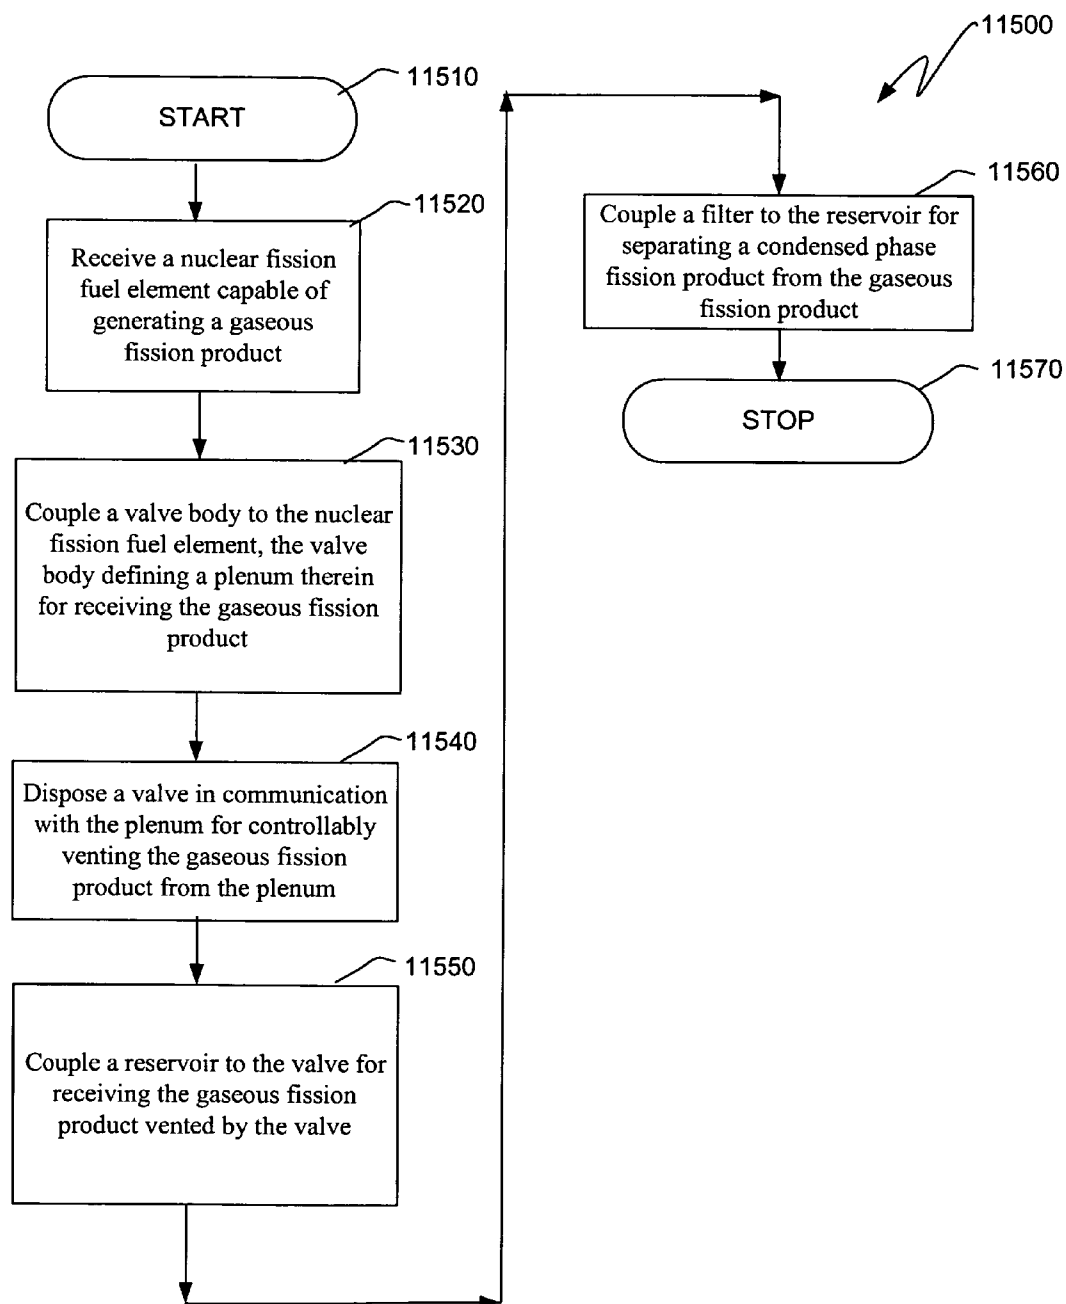 11500
11510
START
11520
Receive a nuclear fission
fuel element capable of
generating a gaseous
fission product
11530
Couple a valve body to the nuclear
fission fuel element, the valve
body defining a plenum therein
for receiving the gaseous fission
product
11540
Dispose a valve in communication
with the plenum for controllably
venting the gaseous fission
product from the plenum
11550
Couple a reservoir to the valve for
receiving the gaseous fission
product vented by the valve
11560
Couple a filter to the reservoir for
separating a condensed phase
fission product from the gaseous
fission product
11570
STOP